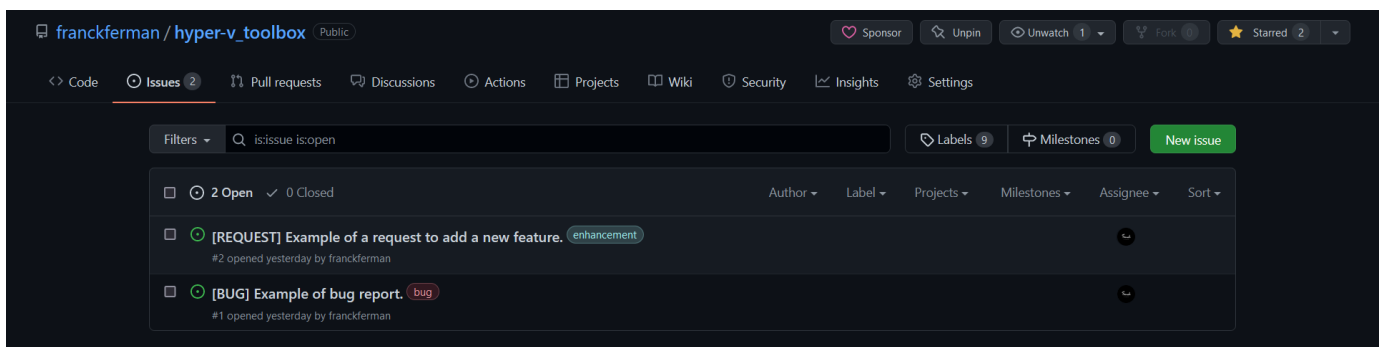 franckferman / hyper-v_toolbox Public Sponsor Unpin Unwatch 1 Fork 0 Starred 2
Code Issues 2 Pull requests Discussions Actions Projects Wiki Security Insights Settings
Filters is:issue is:open Labels 9 Milestones 0 New issue
2 Open 0 Closed Author Label Projects Milestones Assignee Sort
[REQUEST] Example of a request to add a new feature. enhancement
#2 opened yesterday by franckferman
[BUG] Example of bug report. bug
#1 opened yesterday by franckferman